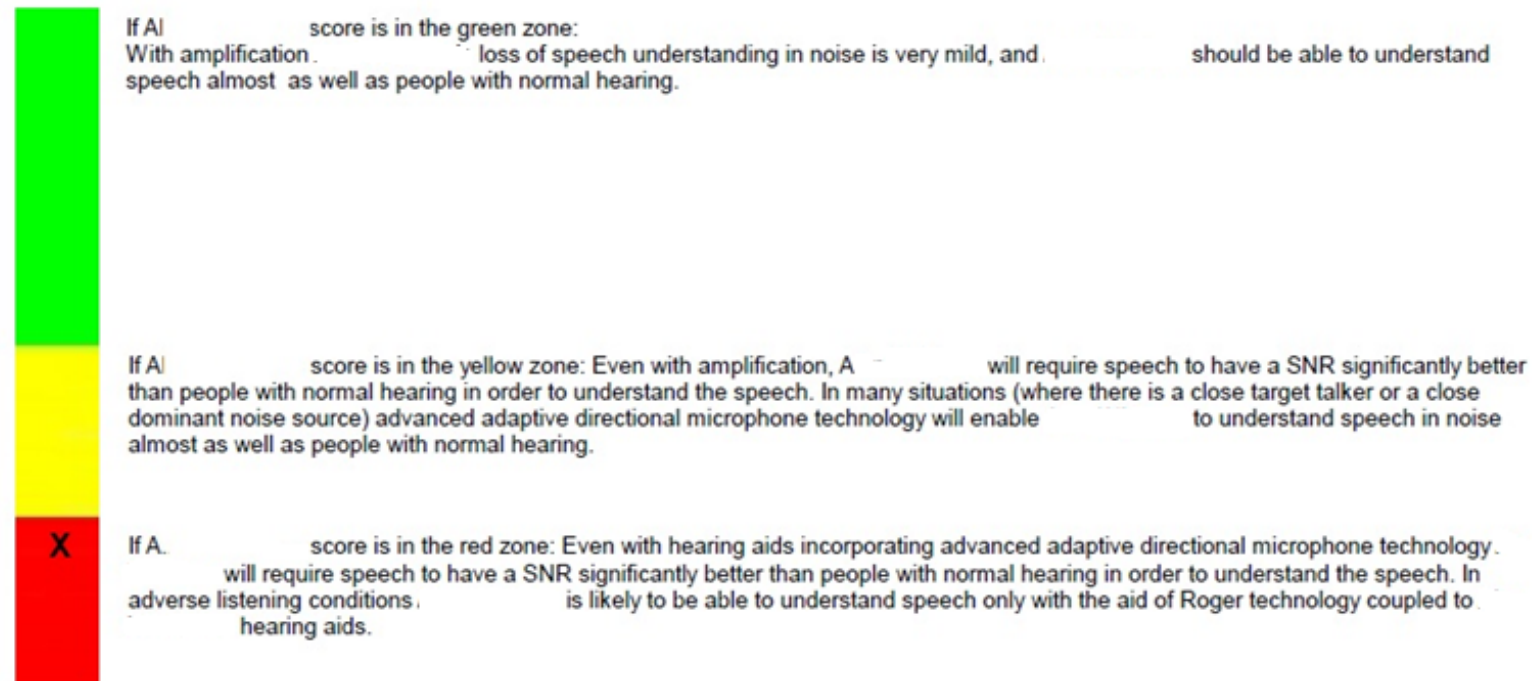 If A score is in the green zone:
With amplification loss of speech understanding in noise is very mild, and should be able to understand
speech almost as well as people with normal hearing.
If A score is in the yellow zone: Even with amplification, A will require speech to have a SNR significantly better
than people with normal hearing in order to understand the speech. In many situations (where there is a close target talker or a close
dominant noise source) advanced adaptive directional microphone technology will enable to understand speech in noise
almost as well as people with normal hearing.
X
If A. score is in the red zone: Even with hearing aids incorporating advanced adaptive directional microphone technology
will require speech to have a SNR significantly better than people with normal hearing in order to understand the speech. In
adverse listening conditions is likely to be able to understand speech only with the aid of Roger technology coupled to
hearing aids.